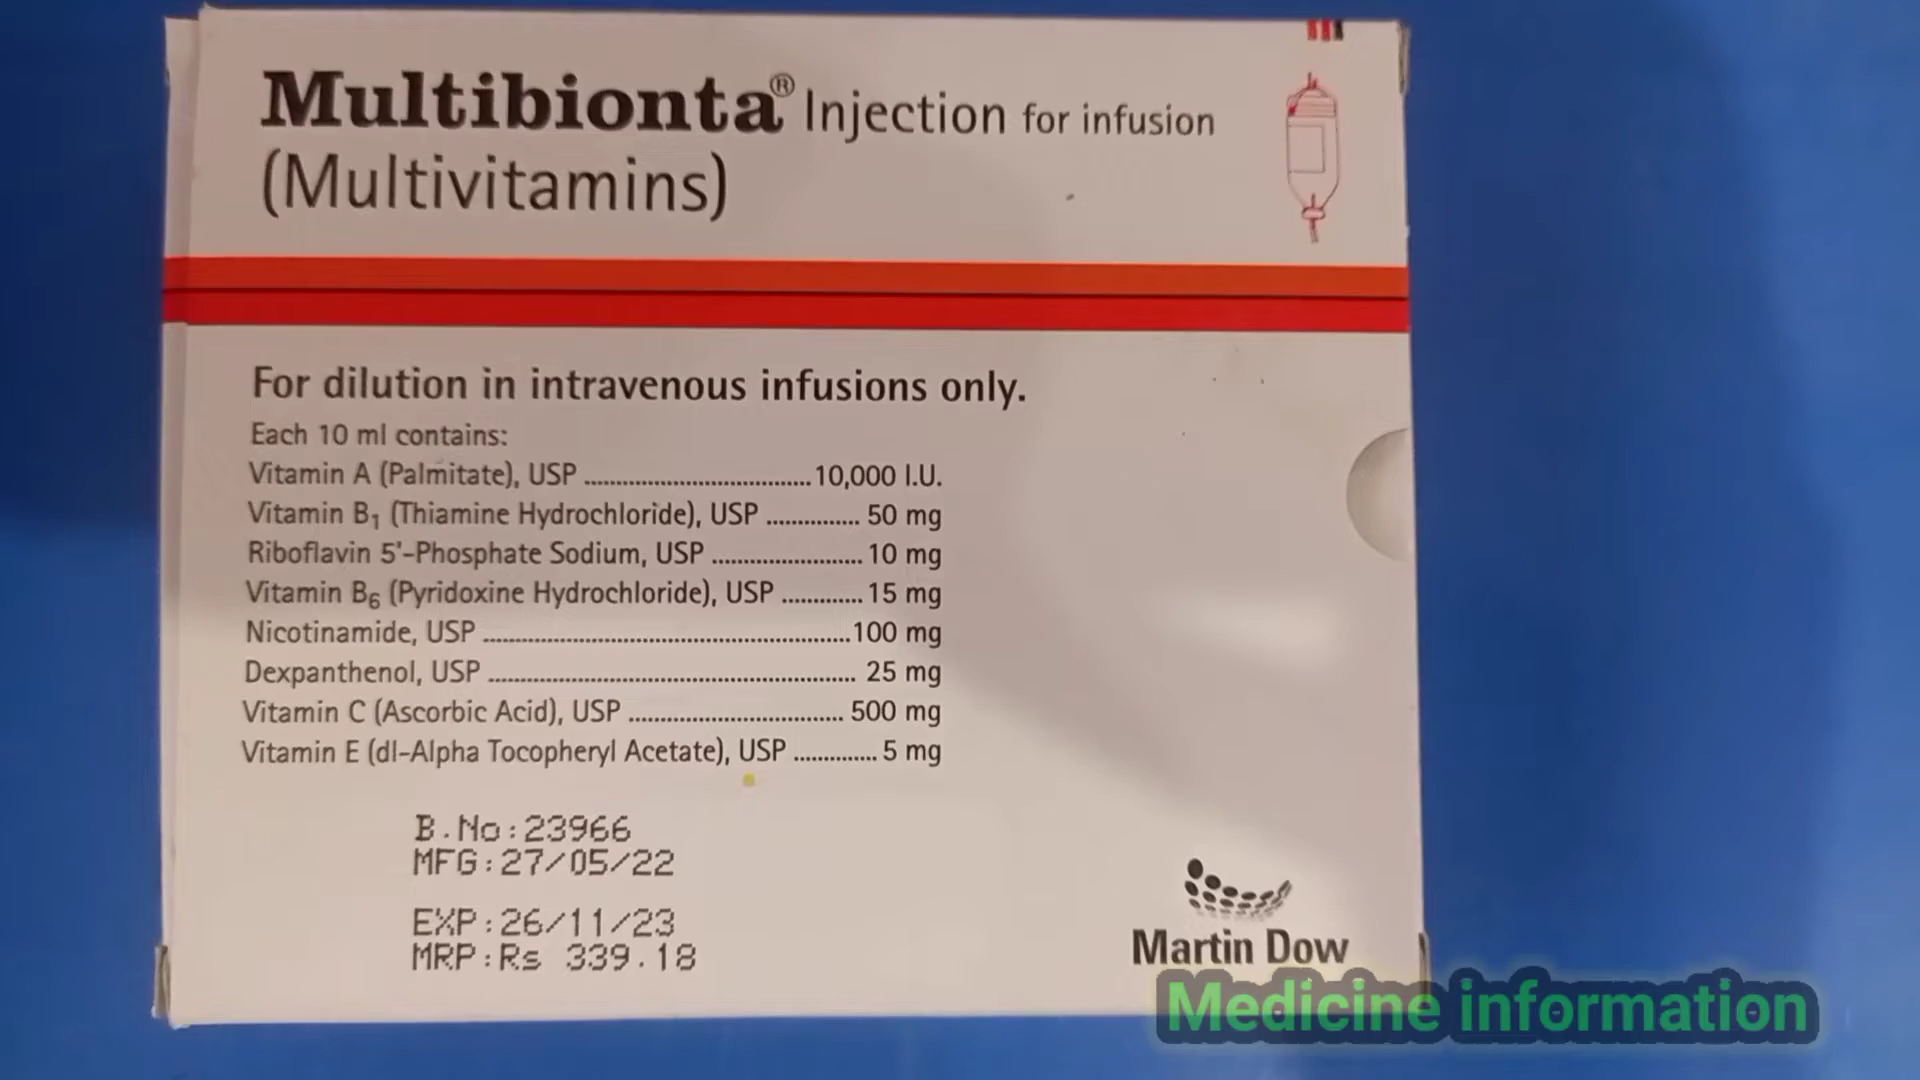 Multibionta® Injection for infusion
(Multivitamins)
For dilution in intravenous infusions only.
Each 10 ml contains:
Vitamin A (Palmitate), USP ........................................ 10,000 I.U.
Vitamin B₁ (Thiamine Hydrochloride), USP ............... 50 mg
Riboflavin 5'-Phosphate Sodium, USP ........................ 10 mg
Vitamin B₆ (Pyridoxine Hydrochloride), USP ............. 15 mg
Nicotinamide, USP ................................................................ 100 mg
Dexpanthenol, USP ................................................................ 25 mg
Vitamin C (Ascorbic Acid), USP .................................... 500 mg
Vitamin E (dl-Alpha Tocopheryl Acetate), USP .............. 5 mg
B.No:23966
MFG:27/05/22
EXP:26/11/23
MRP:Rs 339.18
Martin Dow
Medicine information